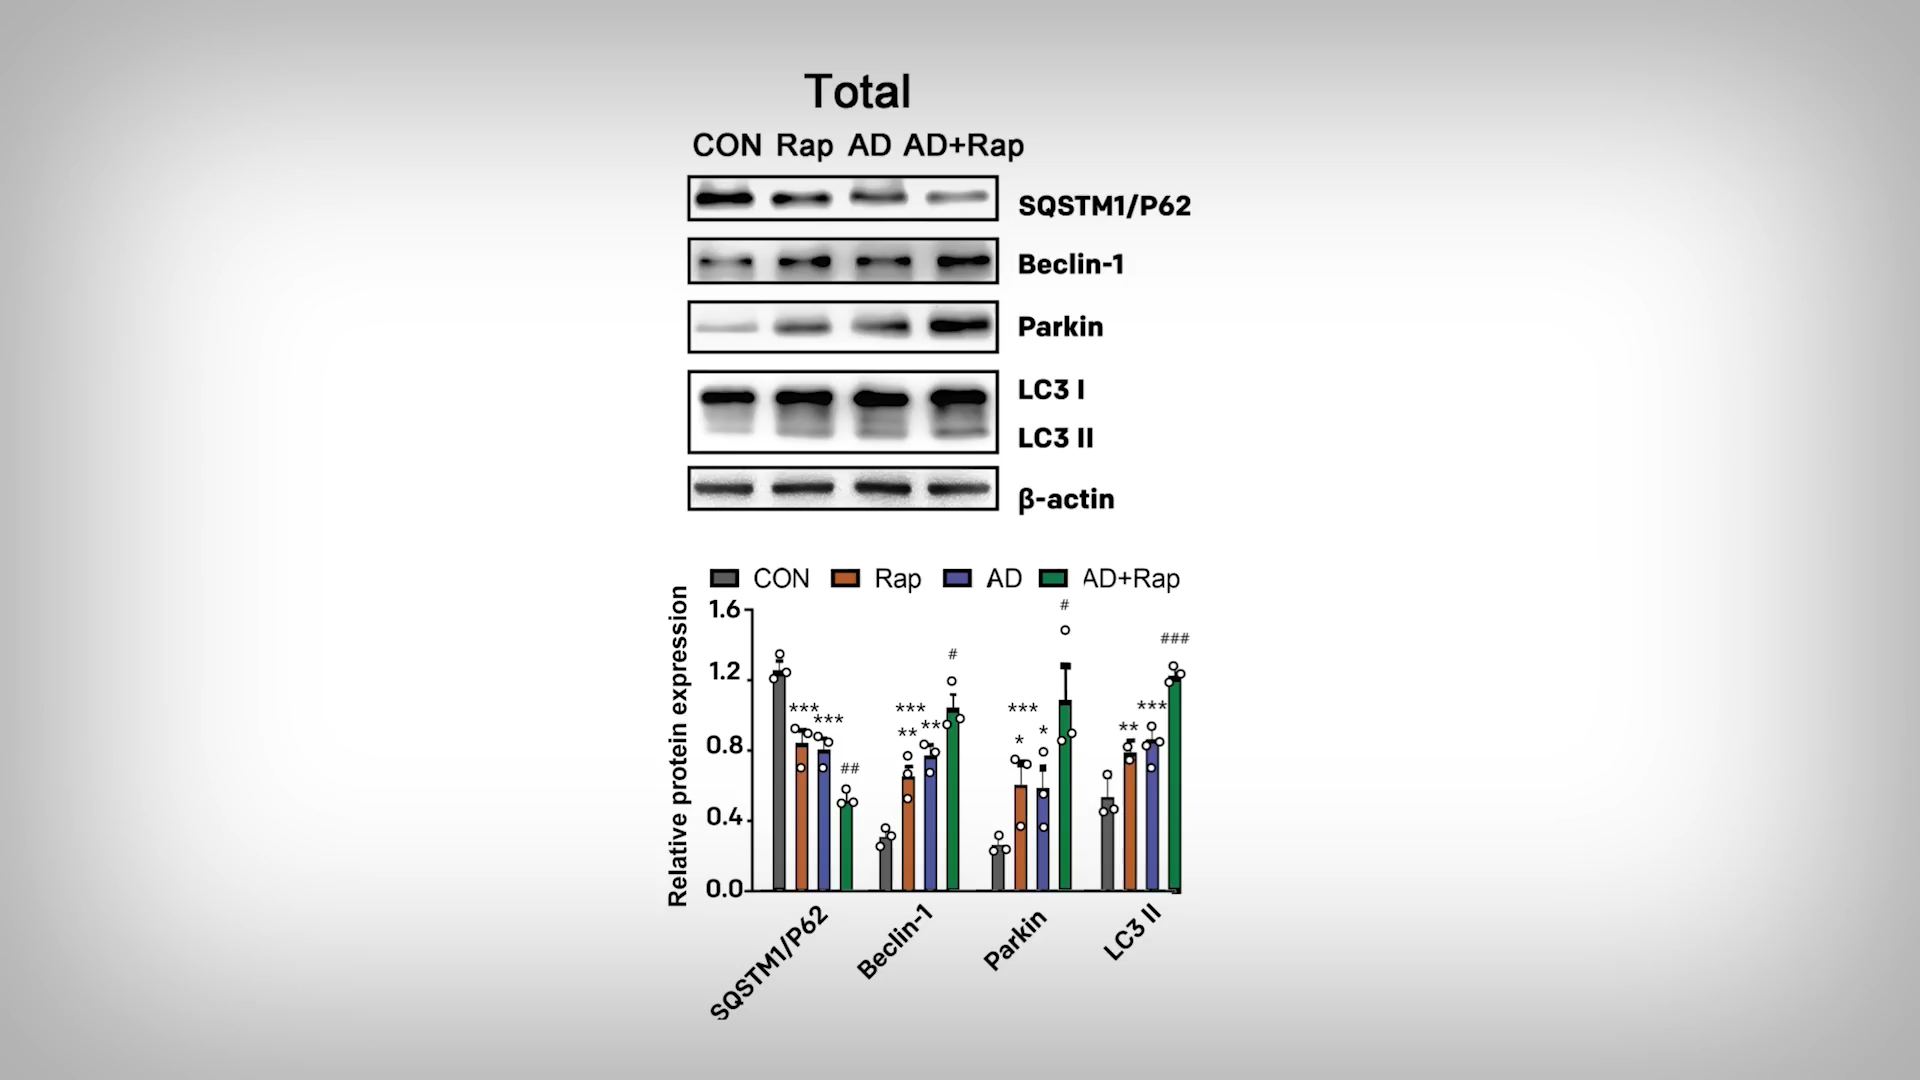 Total
CON Rap AD AD+Rap
SQSTM1/P62
Beclin-1
Parkin
LC3 I
LC3 II
β-actin
CON Rap AD AD+Rap
Relative protein expression
1.6
1.2
0.8
0.4
0.0
*** *** ##
*** ** ** #
*** * * #
** *** ###
SQSTM1/P62
Beclin-1
Parkin
LC3 II